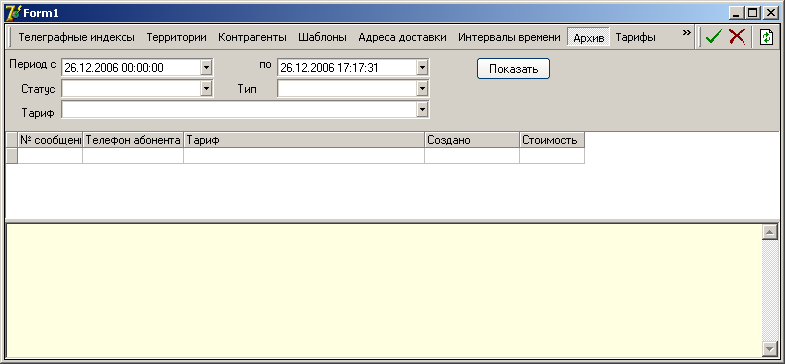 Form1
Телеграфные индексы Территории Контрагенты Шаблоны Адреса доставки Интервалы времени Архив Тарифы »
Период с 26.12.2006 00:00:00 по 26.12.2006 17:17:31 Показать
Статус Тип
Тариф
№ сообщени Телефон абонента Тариф Создано Стоимость